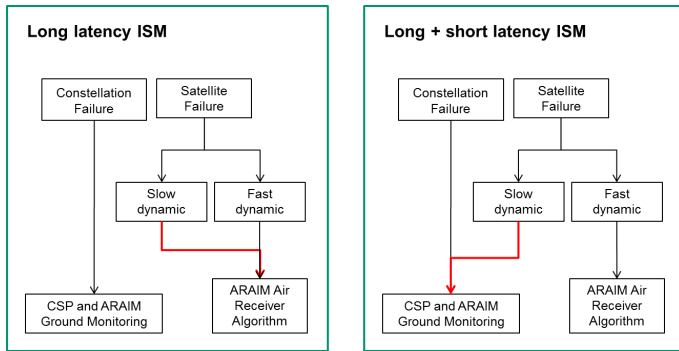 Long latency ISM
Constellation
Failure
Satellite
Failure
Slow
dynamic
Fast
dynamic
CSP and ARAIM
Ground Monitoring
ARAIM Air
Receiver
Algorithm
Long + short latency ISM
Constellation
Failure
Satellite
Failure
Slow
dynamic
Fast
dynamic
CSP and ARAIM
Ground Monitoring
ARAIM Air
Receiver
Algorithm